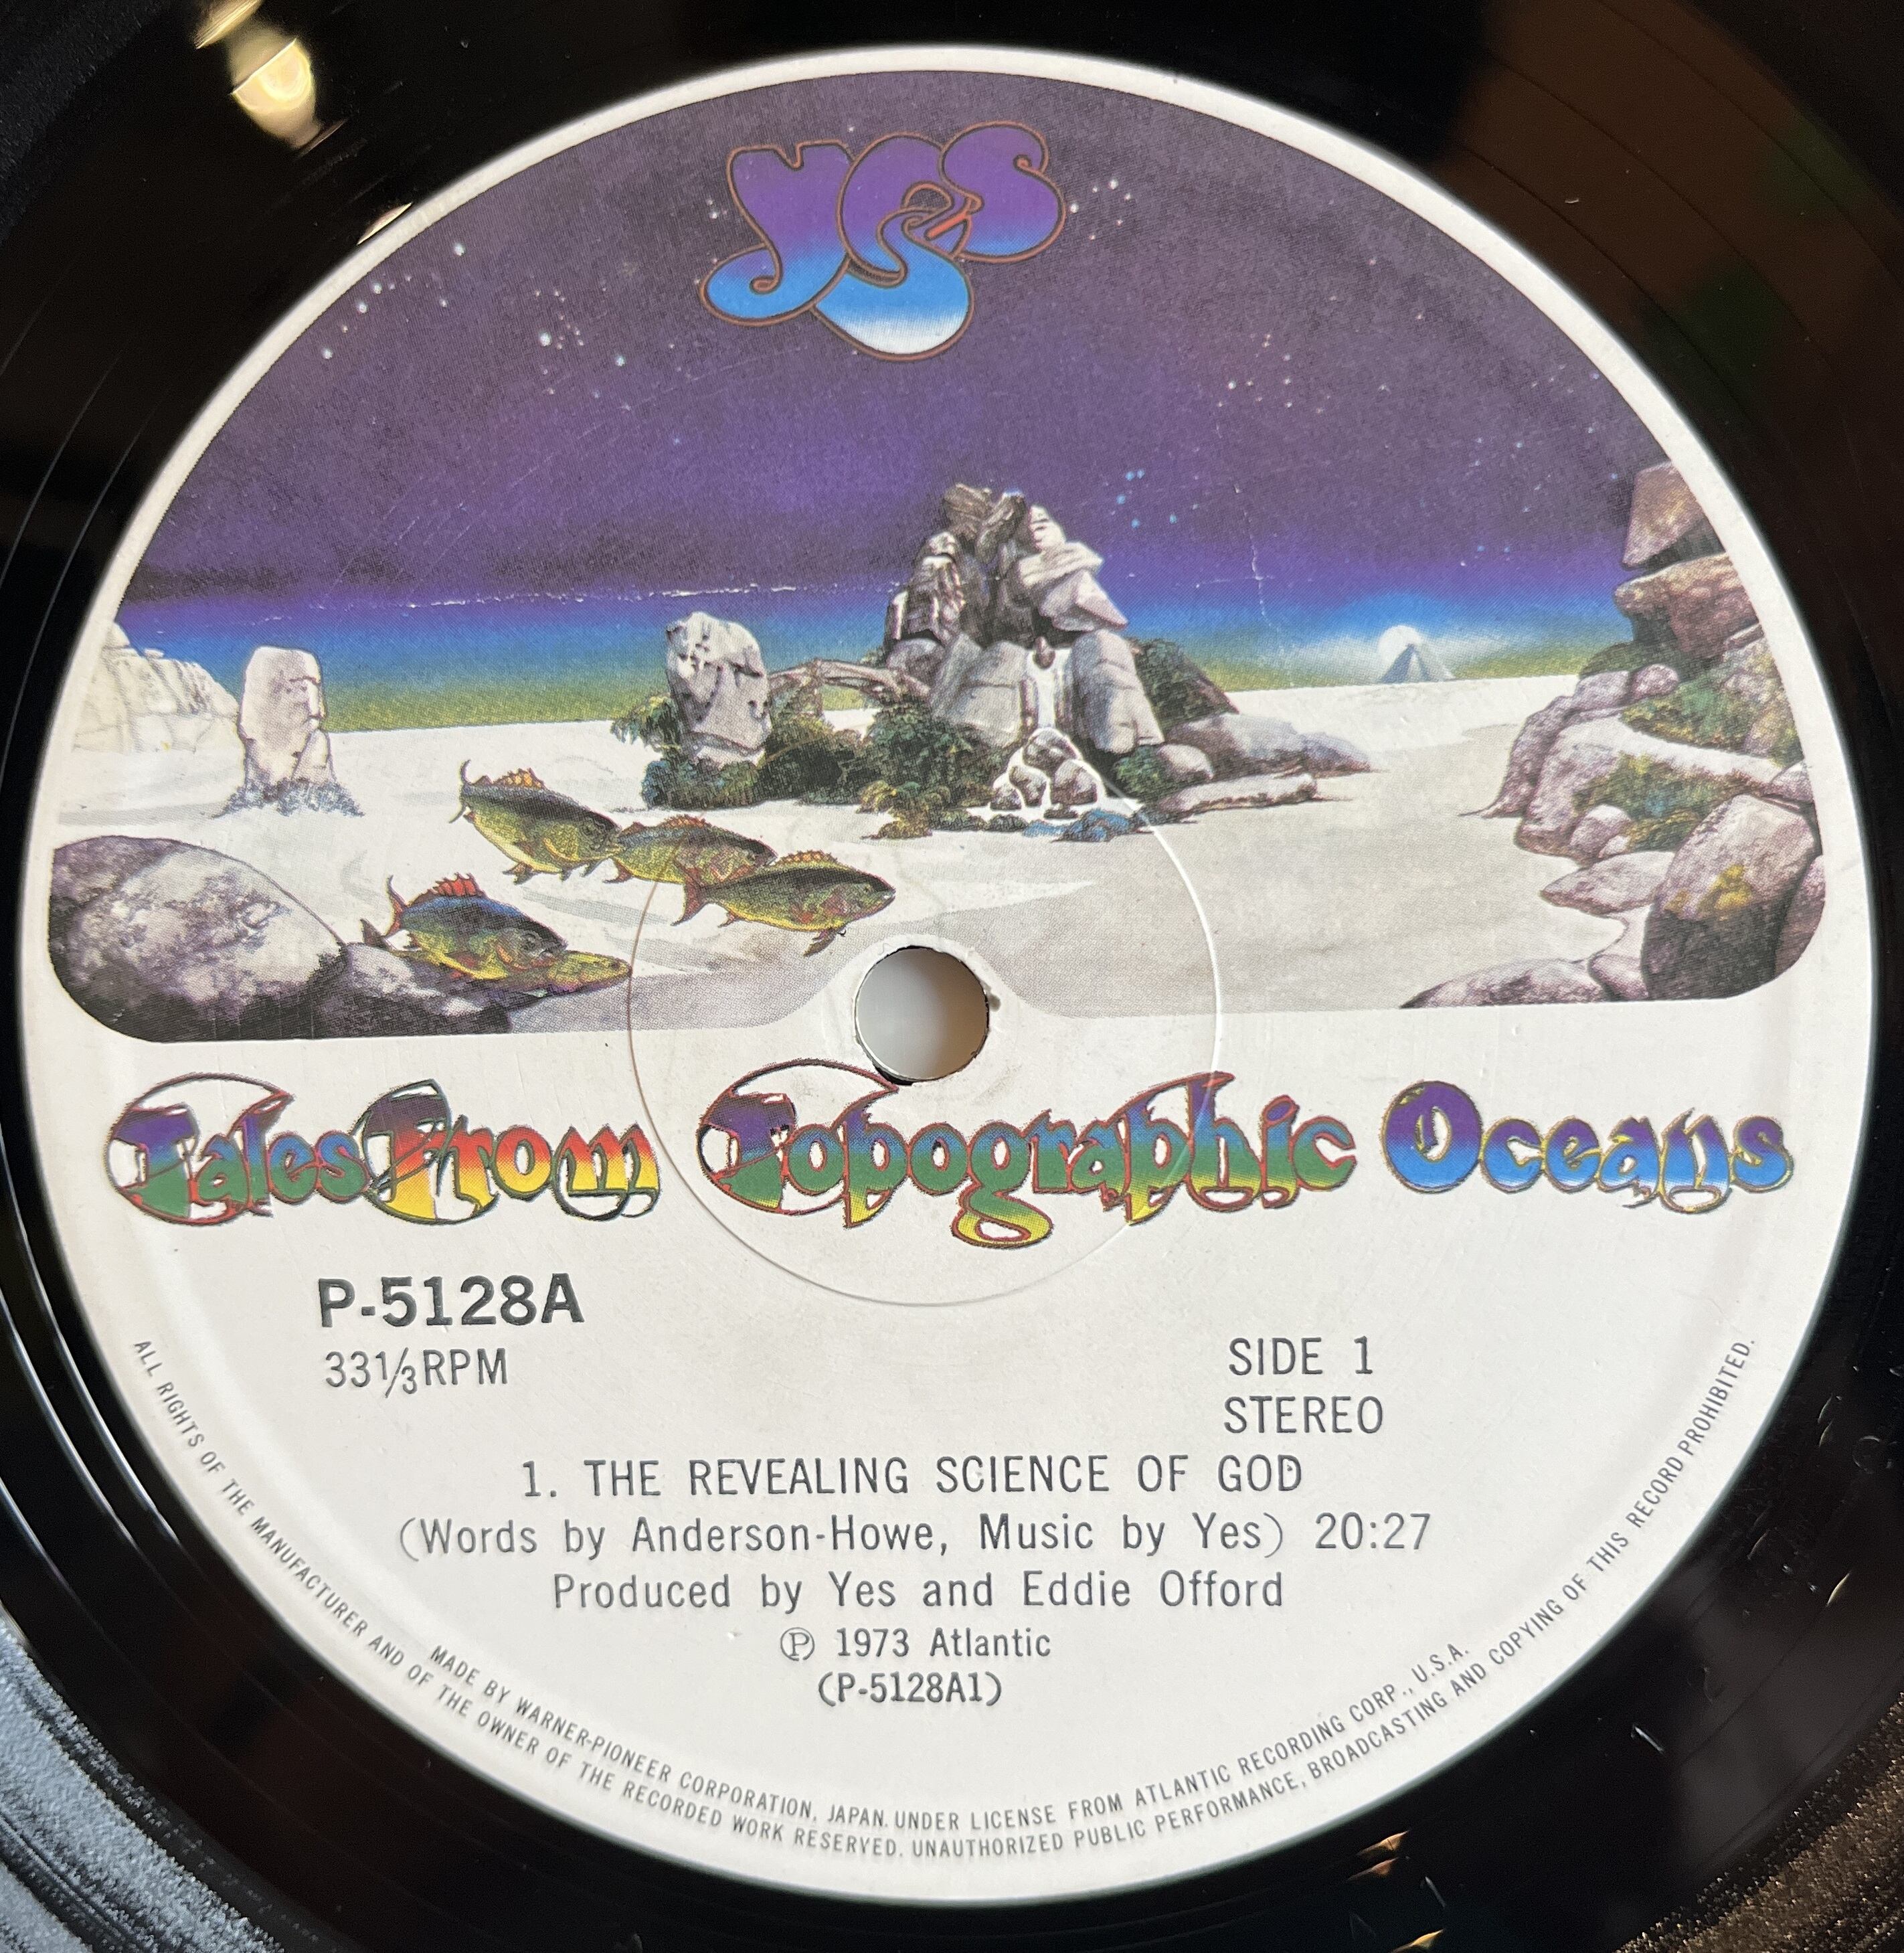 yes
Tales From Topographic Oceans
P-5128A
33⅓RPM
SIDE 1
STEREO
1. THE REVEALING SCIENCE OF GOD
(Words by Anderson-Howe, Music by Yes) 20:27
Produced by Yes and Eddie Offord
Ⓟ 1973 Atlantic
(P-5128A1)
MADE BY WARNER-PIONEER CORPORATION, JAPAN. UNDER LICENSE FROM ATLANTIC RECORDING CORP., U.S.A.
ALL RIGHTS OF THE MANUFACTURER AND OF THE OWNER OF THE RECORDED WORK RESERVED. UNAUTHORIZED PUBLIC PERFORMANCE, BROADCASTING AND COPYING OF THIS RECORD PROHIBITED.